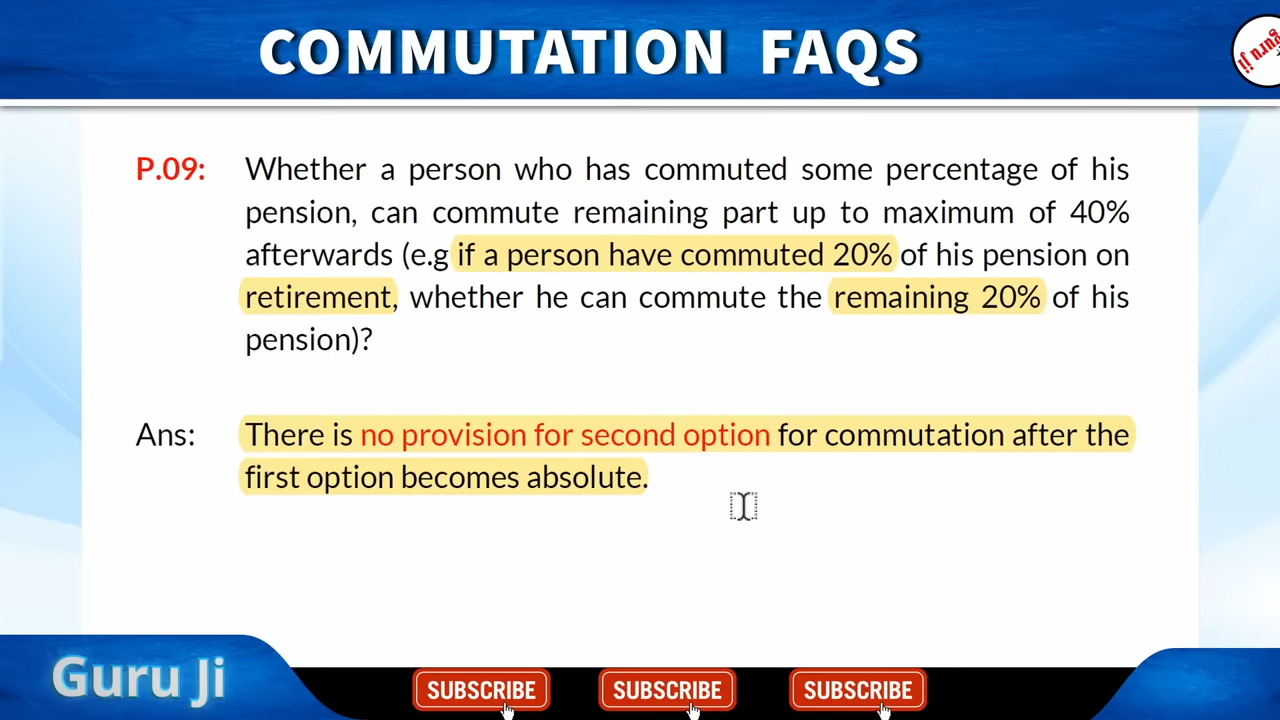 COMMUTATION FAQS
guru ji
P.09: Whether a person who has commuted some percentage of his
pension, can commute remaining part up to maximum of 40%
afterwards (e.g if a person have commuted 20% of his pension on
retirement, whether he can commute the remaining 20% of his
pension)?
Ans: There is no provision for second option for commutation after the
first option becomes absolute.
Guru Ji
SUBSCRIBE SUBSCRIBE SUBSCRIBE